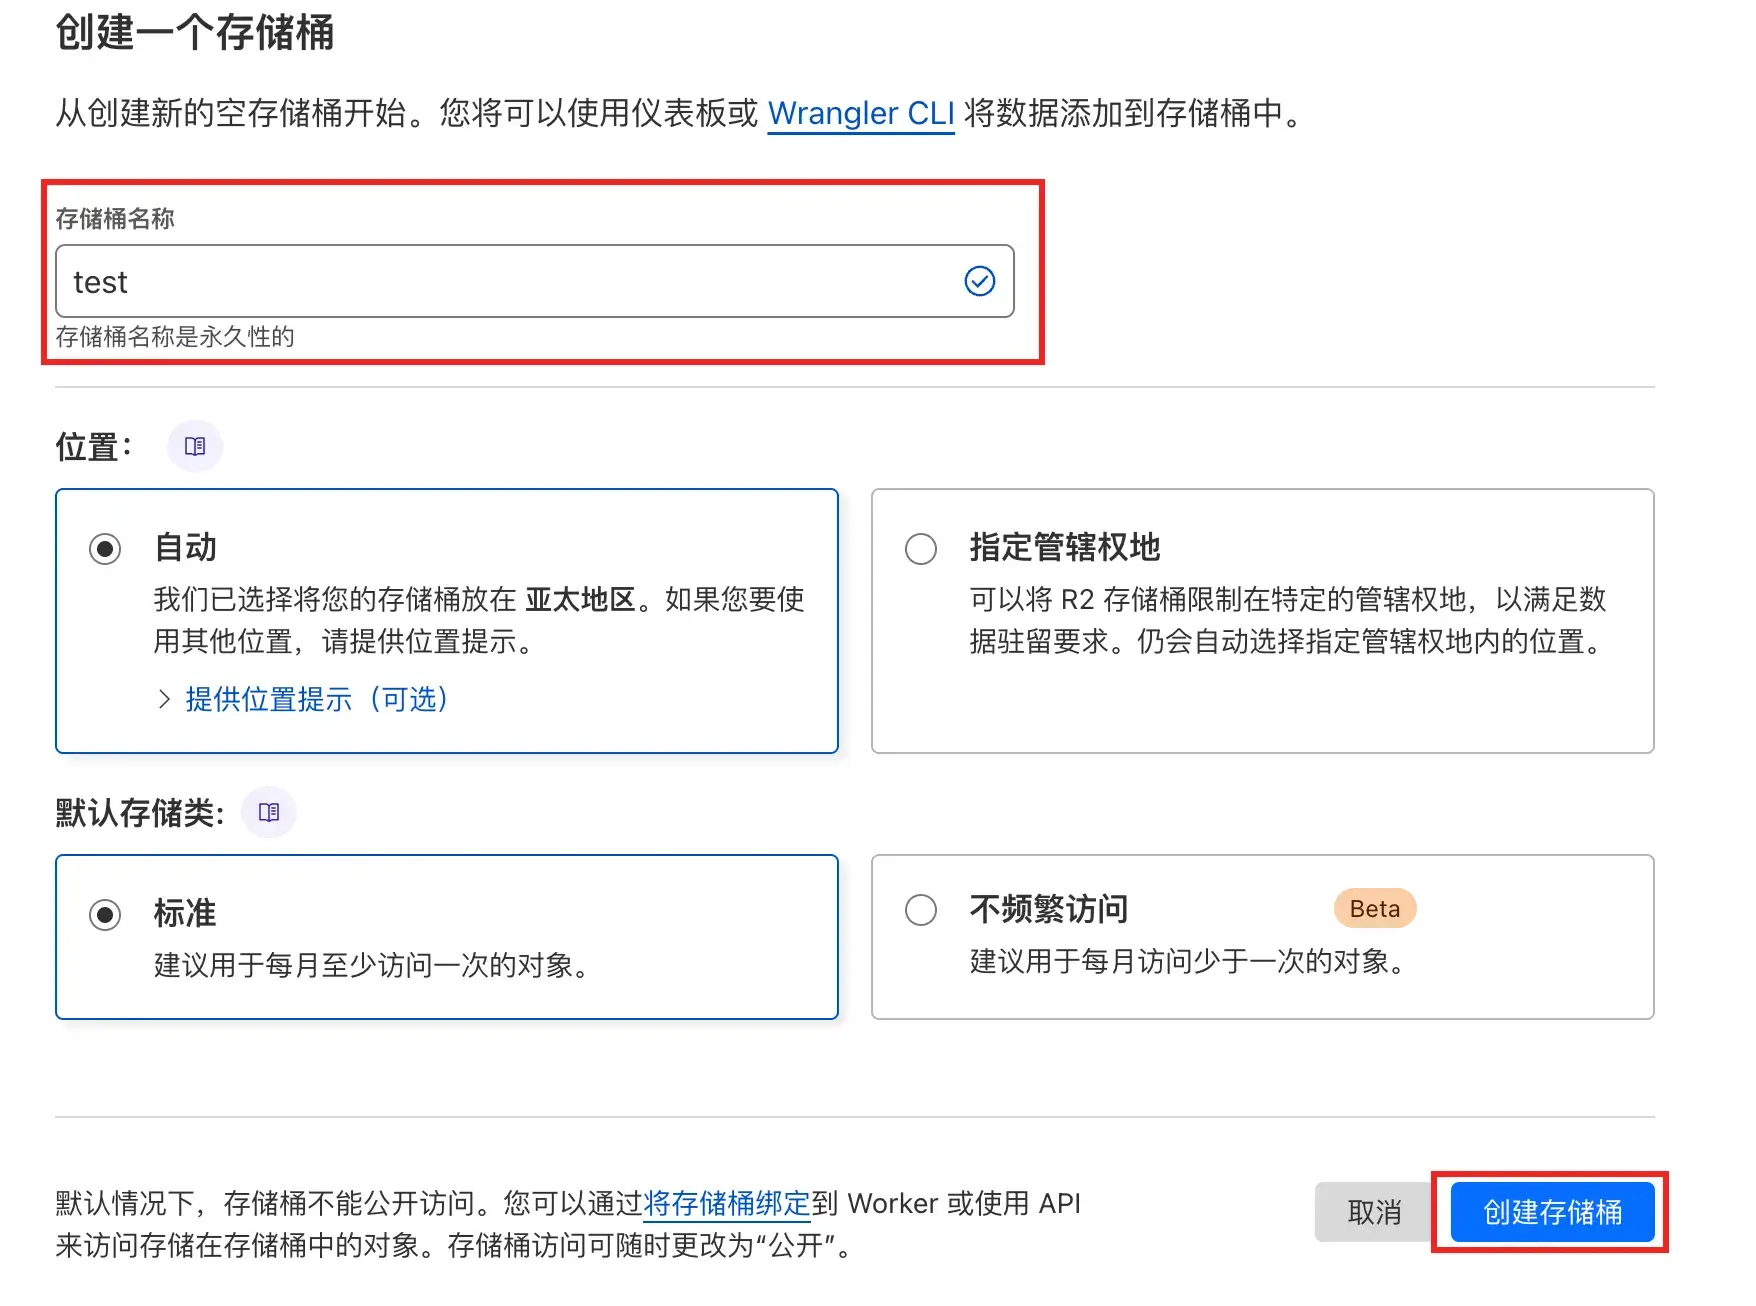 创建一个存储桶
从创建新的空存储桶开始。您将可以使用仪表板或 Wrangler CLI 将数据添加到存储桶中。
存储桶名称
test
存储桶名称是永久性的
位置：
自动
我们已选择将您的存储桶放在 亚太地区。如果您要使
用其他位置，请提供位置提示。
提供位置提示（可选）
指定管辖权地
可以将 R2 存储桶限制在特定的管辖权地，以满足数
据驻留要求。仍会自动选择指定管辖权地内的位置。
默认存储类:
标准
建议用于每月至少访问一次的对象。
不频繁访问
Beta
建议用于每月访问少于一次的对象。
默认情况下，存储桶不能公开访问。您可以通过将存储桶绑定到 Worker 或使用 API
来访问存储在存储桶中的对象。存储桶访问可随时更改为“公开”。
取消
创建存储桶